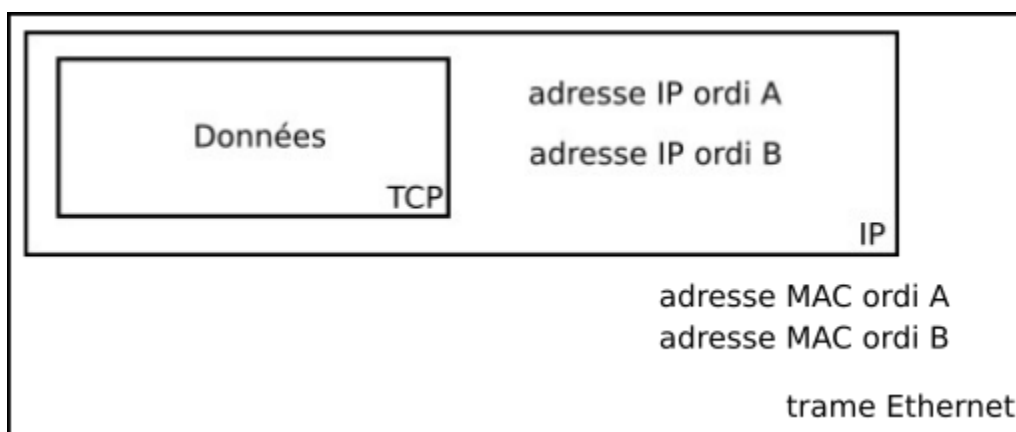 adresse IP ordi A
Données
adresse IP ordi B
TCP
IP
adresse MAC ordi A
adresse MAC ordi B
trame Ethernet